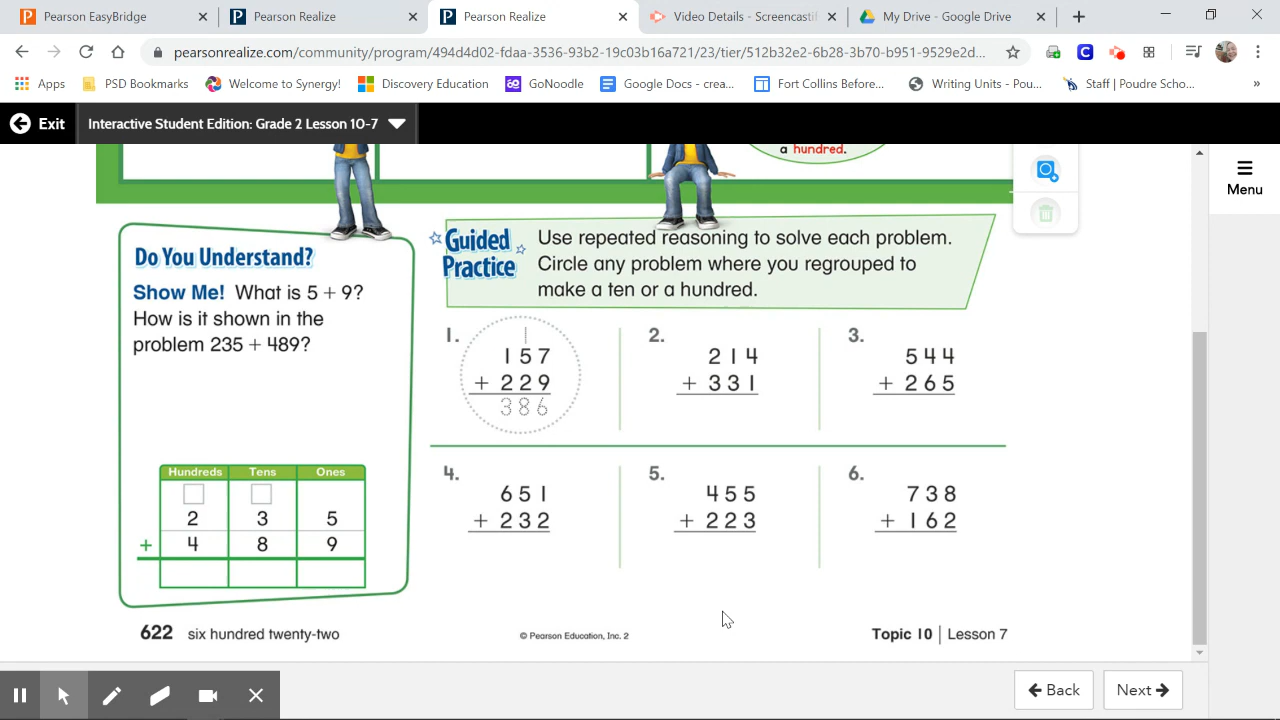 Pearson EasyBridge
Pearson Realize
Pearson Realize
Video Details - Screencastif
My Drive - Google Drive
pearsonrealize.com/community/program/494d4d02-fdaa-3536-93b2-19c03b16a721/23/tier/512b32e2-6b28-3b70-b951-9529e2d...
Apps
PSD Bookmarks
Welcome to Synergy!
Discovery Education
GoNoodle
Google Docs - crea...
Fort Collins Before...
Writing Units - Pou...
Staff | Poudre Scho...
Exit
Interactive Student Edition: Grade 2 Lesson 10-7
Menu
a hundred.
Do You Understand?
Show Me! What is 5 + 9?
How is it shown in the
problem 235 + 489?
Hundreds Tens Ones
2 3 5
+ 4 8 9
Guided
Practice
Use repeated reasoning to solve each problem.
Circle any problem where you regrouped to
make a ten or a hundred.
1.
1
157
+ 229
386
2.
214
+ 331
3.
544
+ 265
4.
651
+ 232
5.
455
+ 223
6.
738
+ 162
622 six hundred twenty-two
© Pearson Education, Inc. 2
Topic 10 | Lesson 7
Back
Next